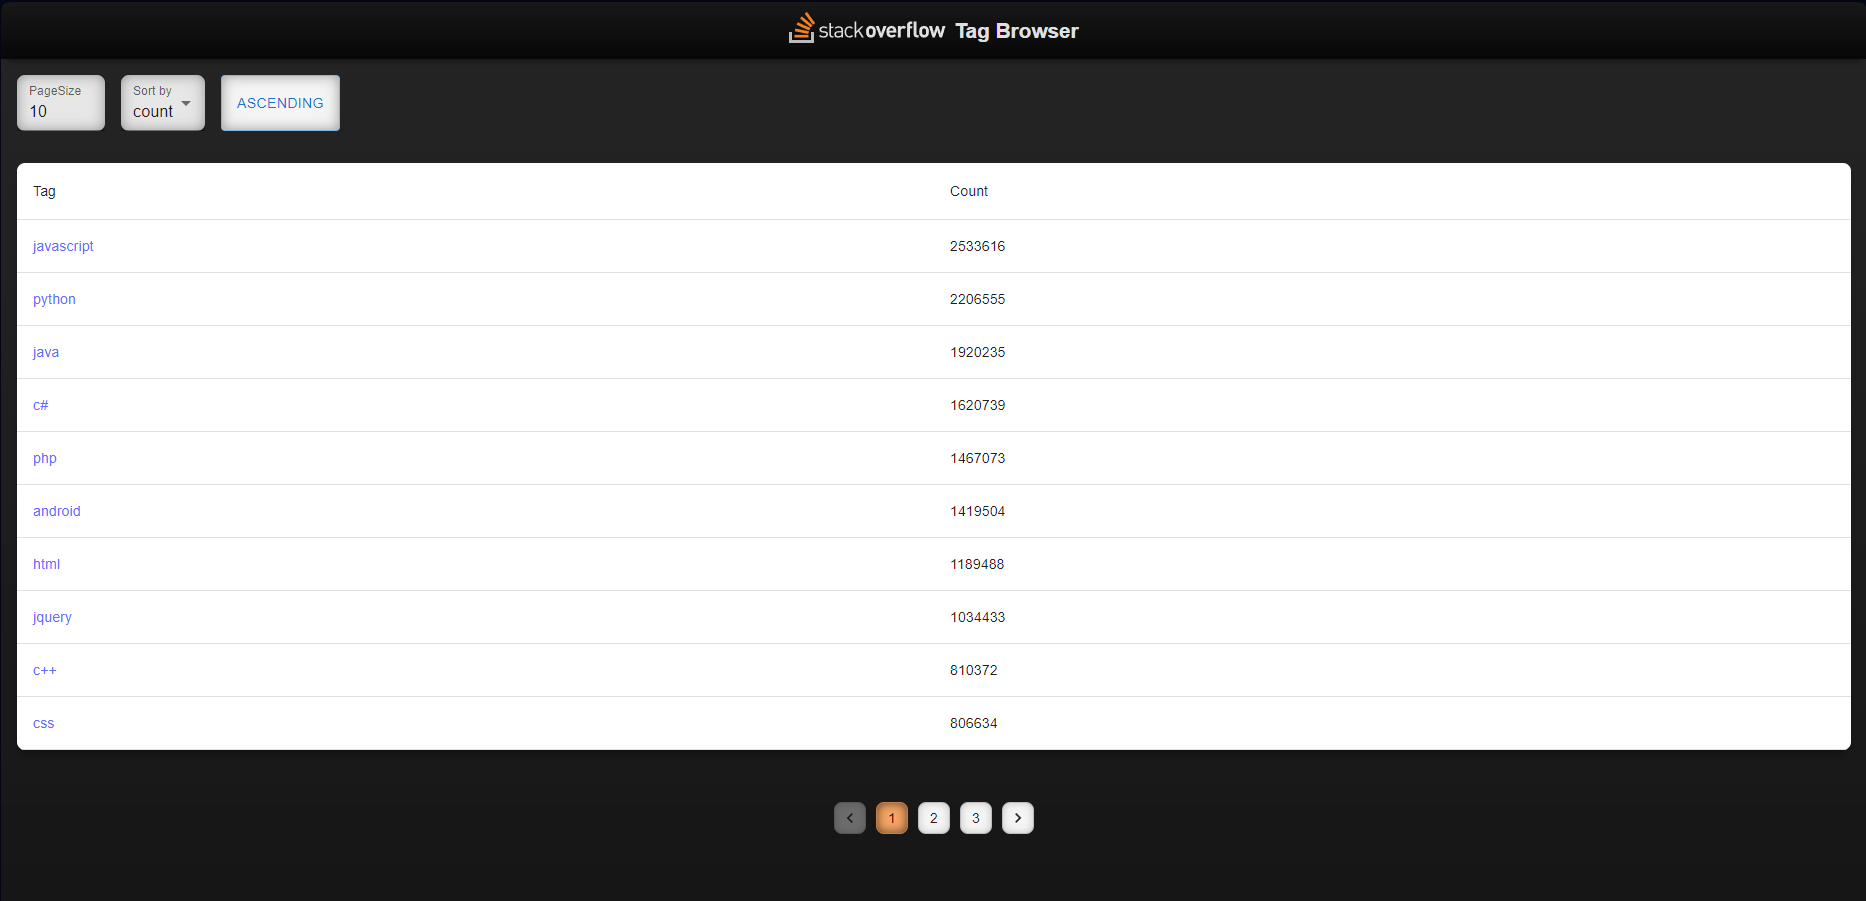 stackoverflow Tag Browser
PageSize
10
Sort by
count
ASCENDING
Tag Count
javascript 2533616
python 2206555
java 1920235
c# 1620739
php 1467073
android 1419504
html 1189488
jquery 1034433
c++ 810372
css 806634
1 2 3